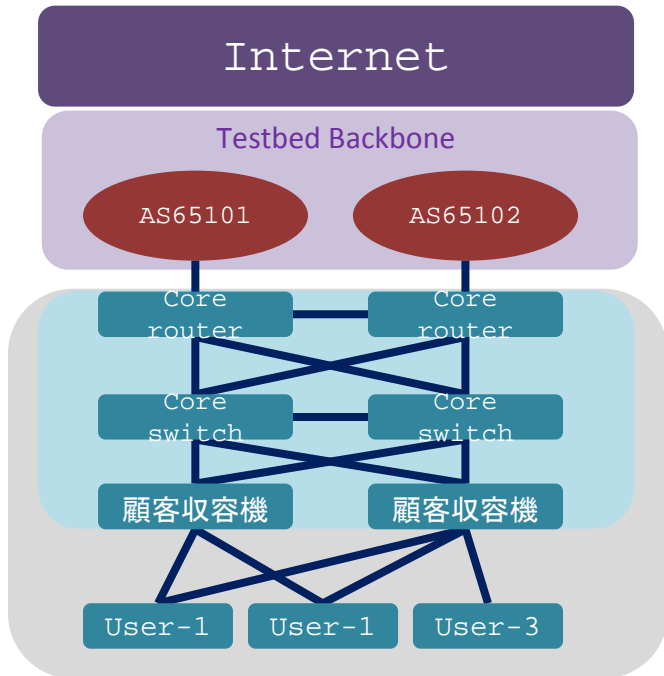 Internet
Testbed Backbone
AS65101
AS65102
Core
router
Core
router
Core
switch
Core
switch
顧客収容機
顧客収容機
User-1
User-1
User-3